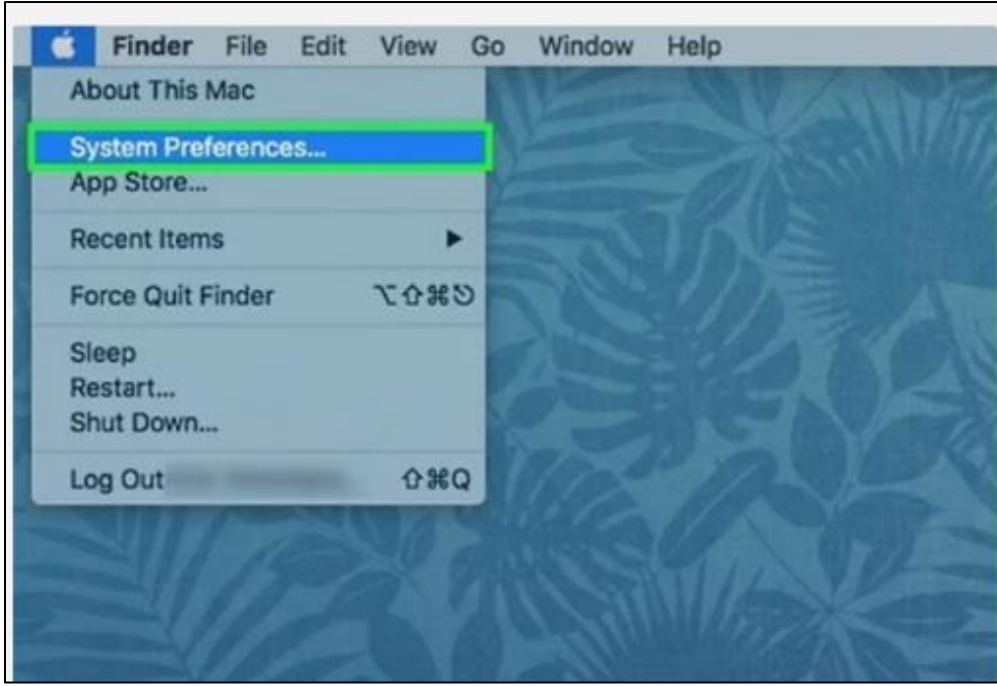 Finder File Edit View Go Window Help
About This Mac
System Preferences...
App Store...
Recent Items
Force Quit Finder ⌥⇧⌘⎋
Sleep
Restart...
Shut Down...
Log Out ⇧⌘Q